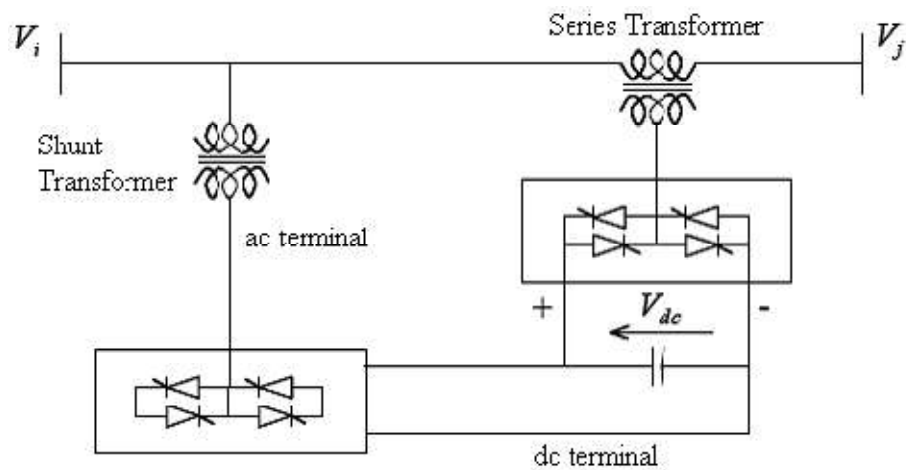 Series Transformer
V_i
V_j
Shunt
Transformer
ac terminal
+
-
V_dc
dc terminal